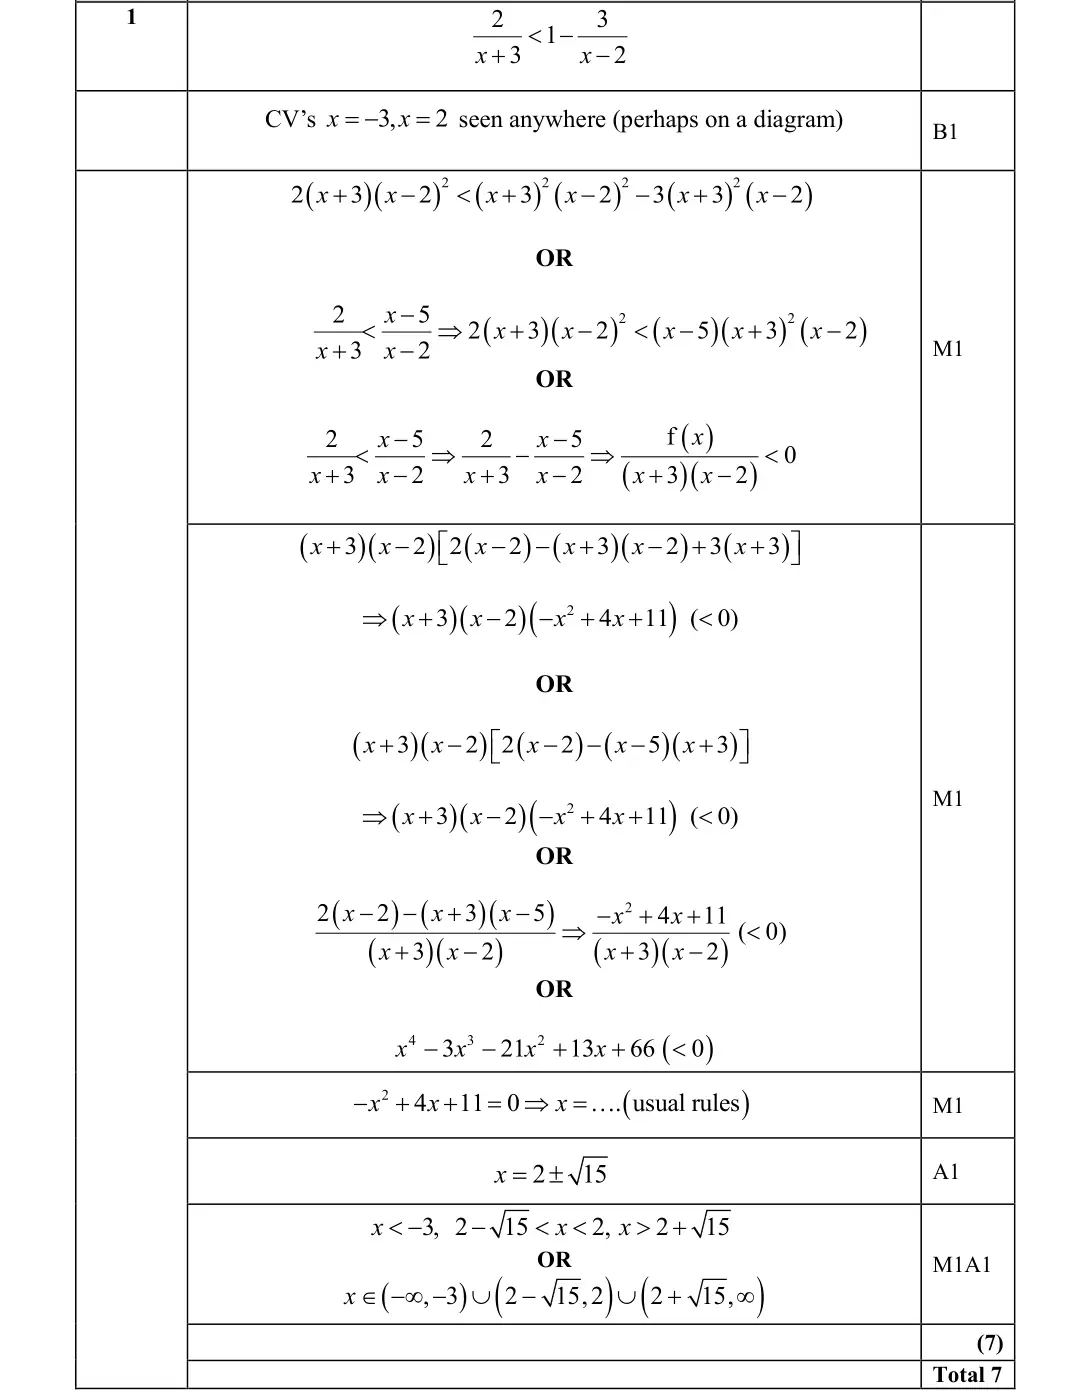 1
2/(x+3) < 1 − 3/(x−2)
CV’s x = −3, x = 2 seen anywhere (perhaps on a diagram)
B1
2(x+3)(x−2)² < (x+3)²(x−2)² − 3(x+3)²(x−2)
OR
2/(x+3) < (x−5)/(x−2) ⇒ 2(x+3)(x−2)² < (x−5)(x+3)²(x−2)
M1
OR
2/(x+3) < (x−5)/(x−2) ⇒ 2/(x+3) − (x−5)/(x−2) ⇒ f(x)/((x+3)(x−2)) < 0
(x+3)(x−2)[2(x−2)−(x+3)(x−2)+3(x+3)]
⇒ (x+3)(x−2)(−x²+4x+11) (< 0)
OR
(x+3)(x−2)[2(x−2)−(x−5)(x+3)]
M1
⇒ (x+3)(x−2)(−x²+4x+11) (< 0)
OR
(2(x−2)−(x+3)(x−5))/((x+3)(x−2)) ⇒ (−x²+4x+11)/((x+3)(x−2)) (< 0)
OR
x⁴ − 3x³ − 21x² + 13x + 66 (< 0)
−x² + 4x + 11 = 0 ⇒ x = ….(usual rules)
M1
x = 2 ± √15
A1
x < −3, 2 − √15 < x < 2, x > 2 + √15
OR
M1A1
x ∈ (−∞, −3) ∪ (2 − √15, 2) ∪ (2 + √15, ∞)
(7)
Total 7